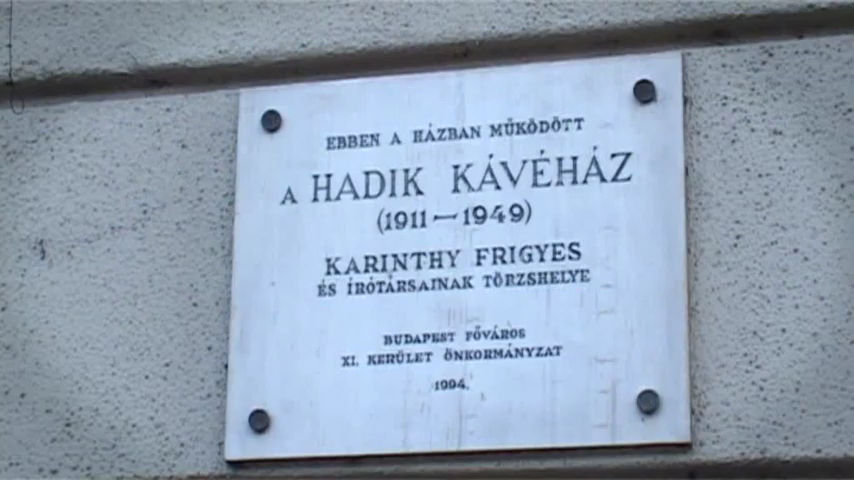 EBBEN A HÁZBAN MŰKÖDÖTT
A HADIK KÁVÉHÁZ
(1911 — 1949)
KARINTHY FRIGYES
ÉS ÍRÓTÁRSAINAK TÖRZSHELYE
BUDAPEST FŐVÁROS
XI. KERÜLET ÖNKORMÁNYZAT
1994.